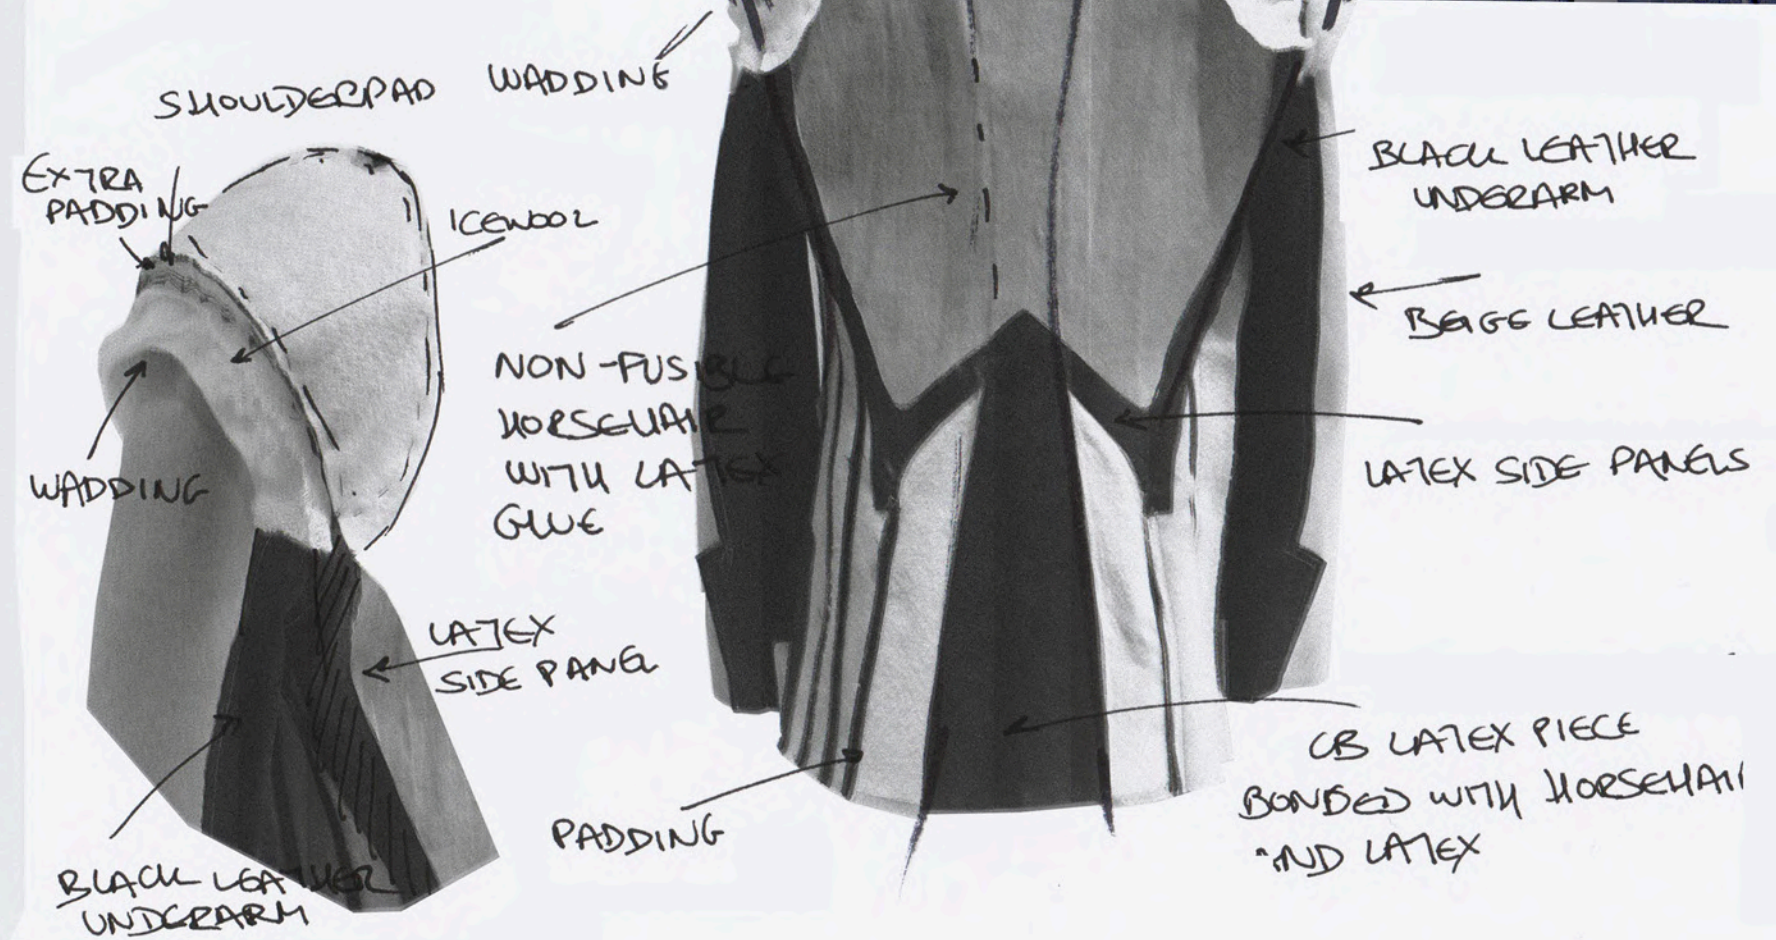 SHOULDERPAD
WADDING
EXTRA
PADDING
ICEWOOL
BLACK LEATHER
UNDERARM
BEIGE LEATHER
NON-FUSIBLE
HORSEHAIR
WITH LATEX
GLUE
WADDING
LATEX SIDE PANELS
LATEX
SIDE PANEL
CB LATEX PIECE
BONDED WITH HORSEHAI
AND LATEX
PADDING
BLACK LEATHER
UNDERARM